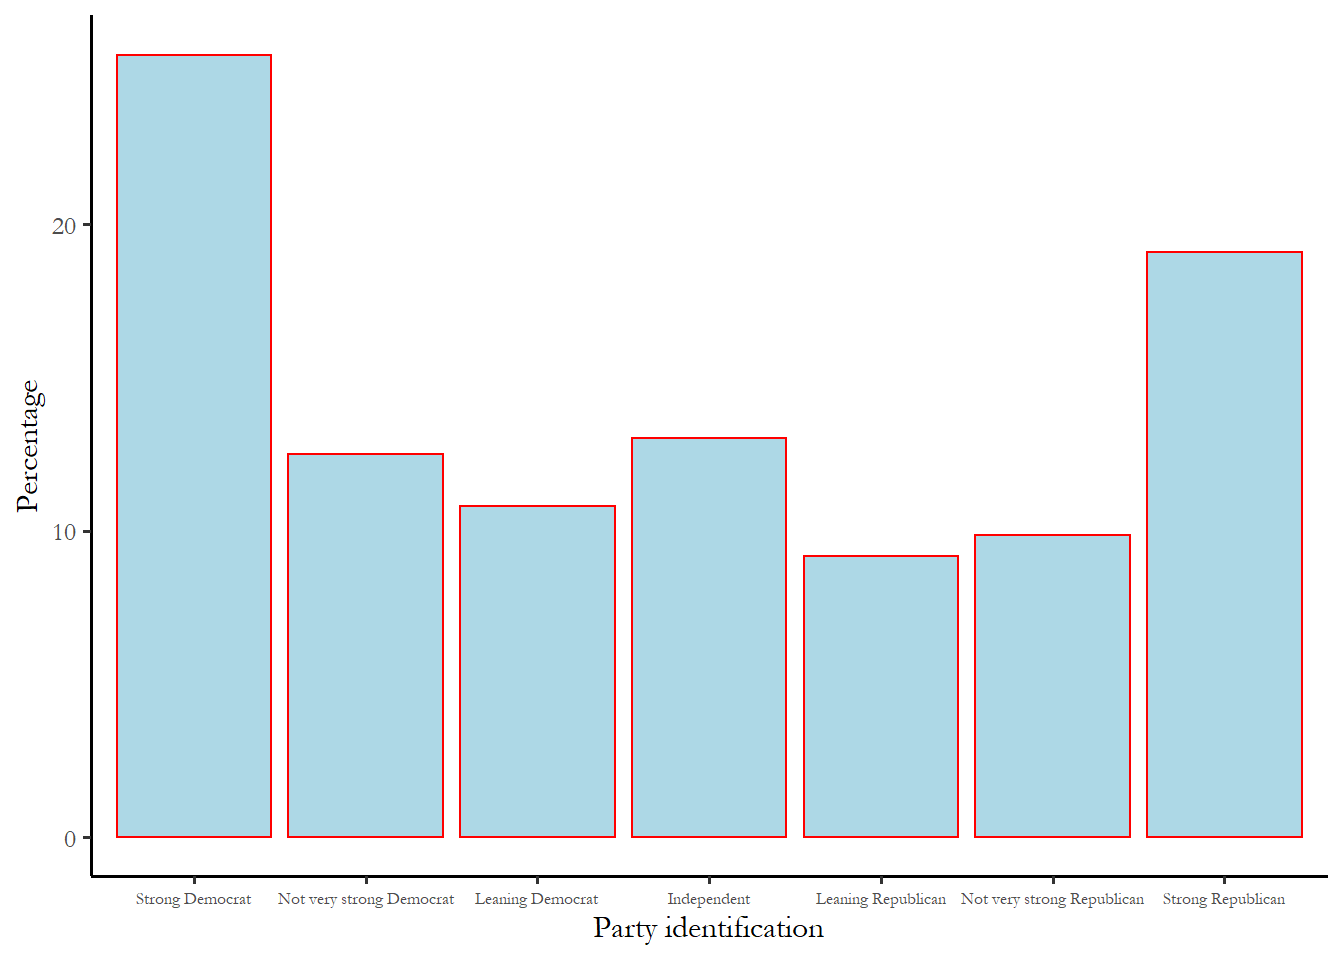 Percentage
20
10
0
Strong Democrat Not very strong Democrat Leaning Democrat Independent Leaning Republican Not very strong Republican Strong Republican
Party identification